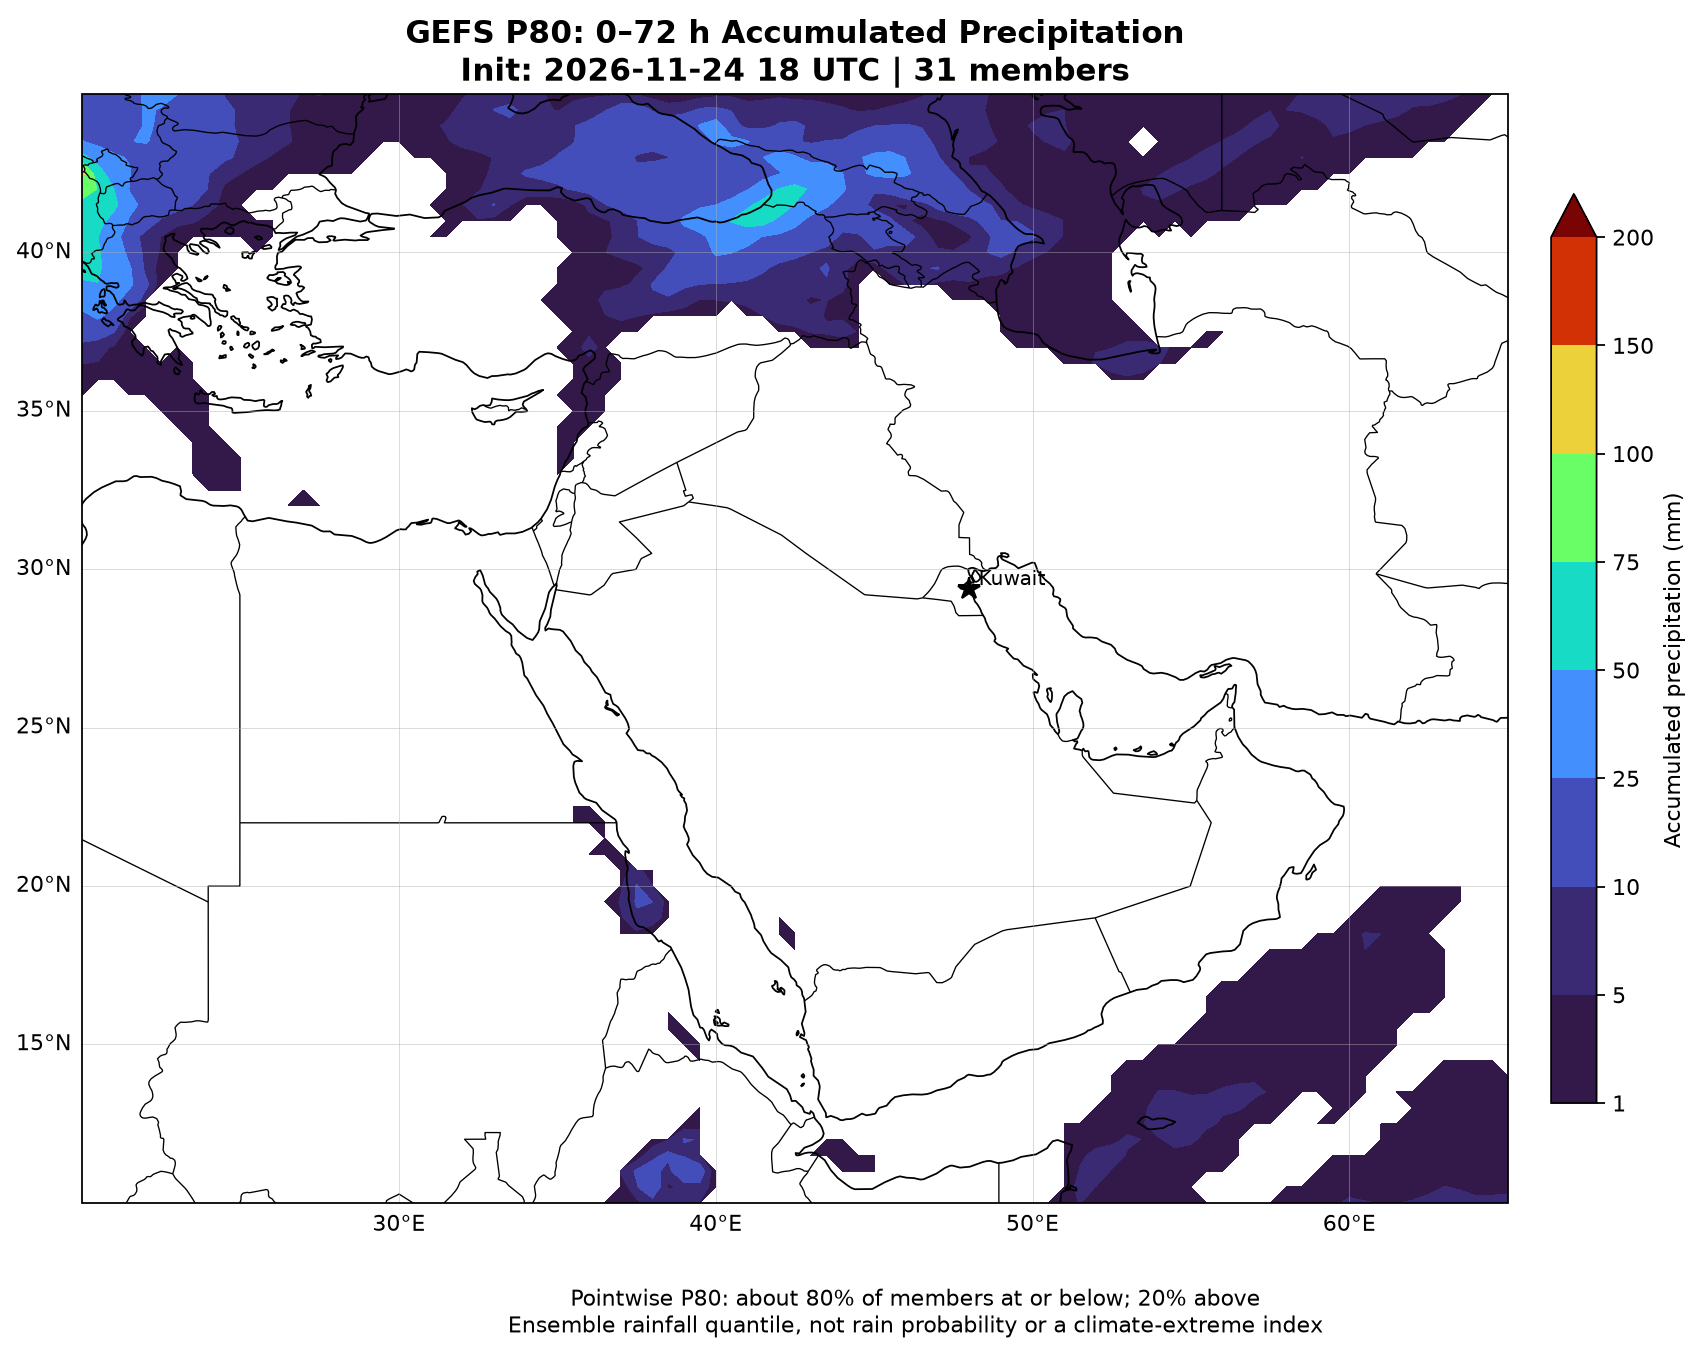 GEFS P80: 0–72 h Accumulated Precipitation
Init: 2026-11-24 18 UTC | 31 members
40°N
35°N
30°N
25°N
20°N
15°N
Kuwait
30°E
40°E
50°E
60°E
200
150
100
75
50
25
10
5
1
Accumulated precipitation (mm)
Pointwise P80: about 80% of members at or below; 20% above
Ensemble rainfall quantile, not rain probability or a climate-extreme index